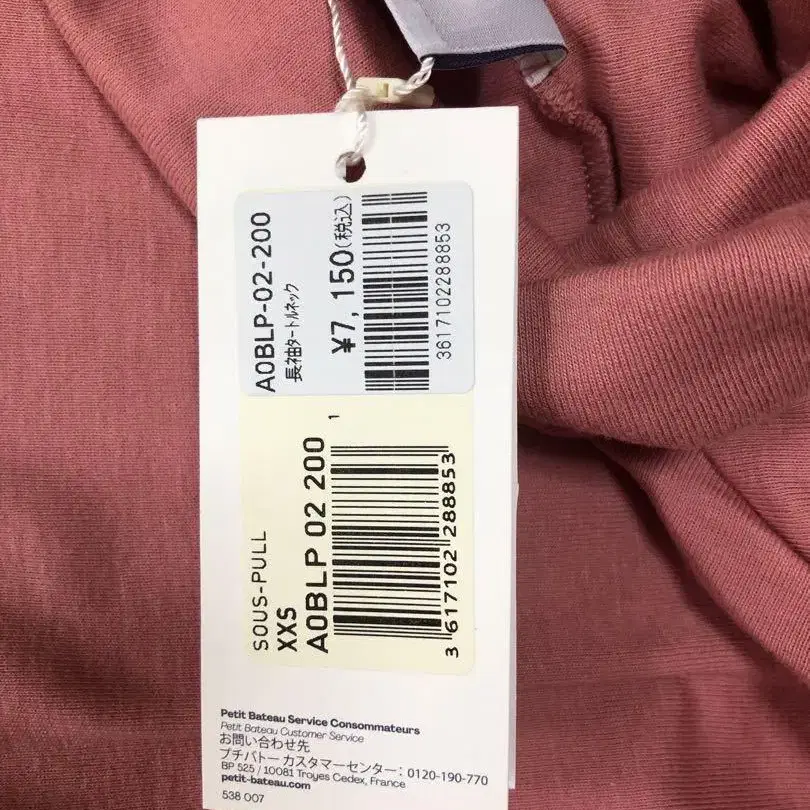 A0BLP-02-200
長袖タートルネック
¥7,150(税込)
3617102288853
1
SOUS-PULL
XXS
A0BLP 02 200
3 617102 288853
Petit Bateau Service Consommateurs
Petit Bateau Customer Service
お問い合わせ先
プチバトー カスタマーセンター：0120-190-770
BP 525 / 10081 Troyes Cedex, France
petit-bateau.com
538 007